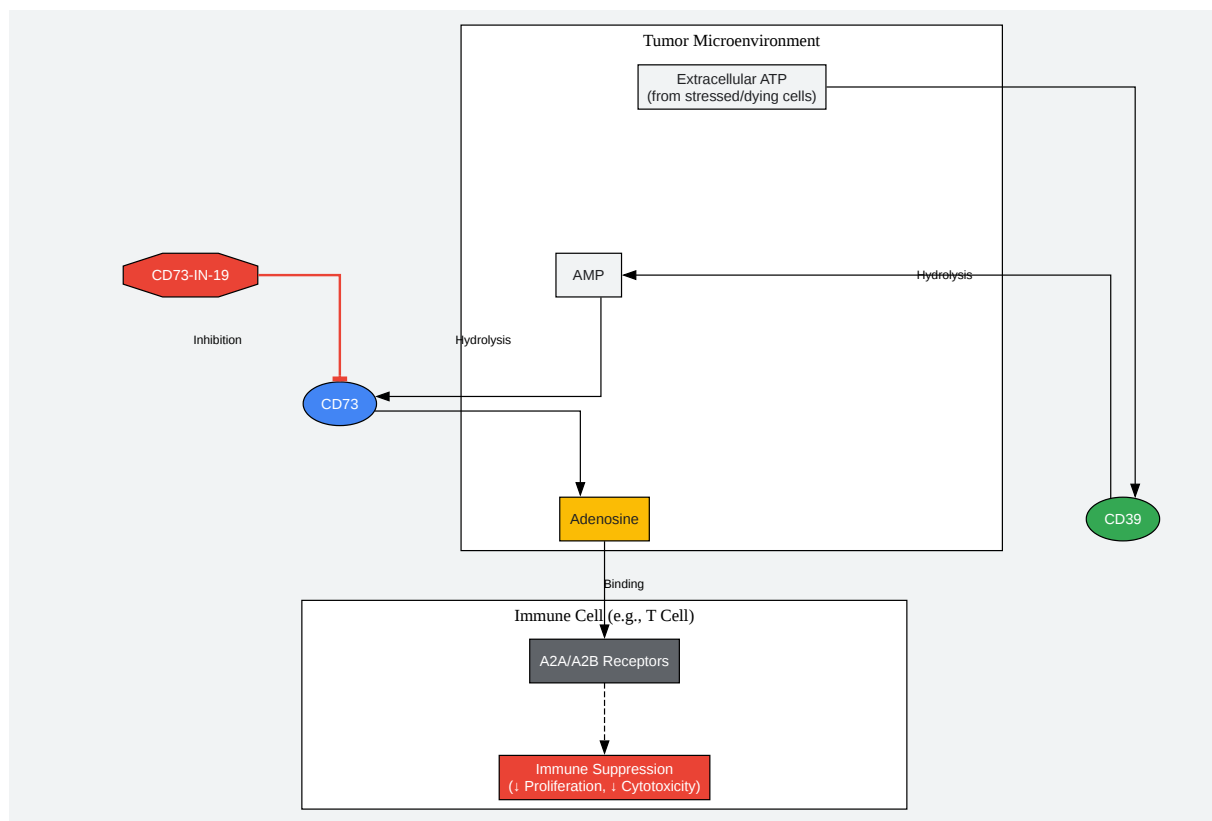 Tumor Microenvironment
Extracellular ATP
(from stressed/dying cells)
CD73-IN-19
AMP
Hydrolysis
Inhibition
Hydrolysis
CD73
Adenosine
CD39
Binding
Immune Cell (e.g., T Cell)
A2A/A2B Receptors
Immune Suppression
(↓ Proliferation, ↓ Cytotoxicity)